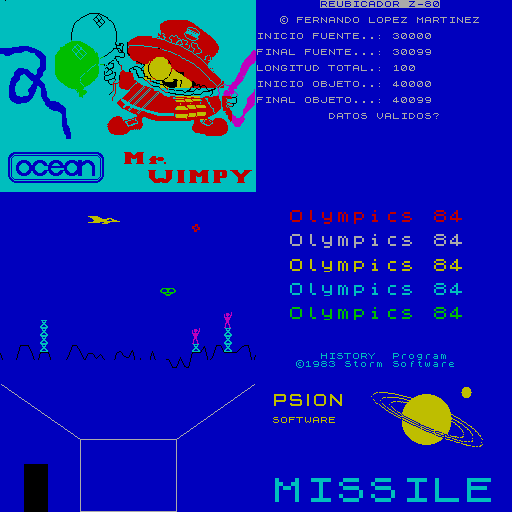 ocean
Mr.
WIMPY
REUBICADOR Z-80
© FERNANDO LOPEZ MARTINEZ
INICIO FUENTE..: 30000
FINAL FUENTE...: 30099
LONGITUD TOTAL.: 100
INICIO OBJETO..: 40000
FINAL OBJETO...: 40099
DATOS VALIDOS?
Olympics 84
Olympics 84
Olympics 84
Olympics 84
Olympics 84
HISTORY Program
©1983 Storm Software
PSION
SOFTWARE
MISSILE